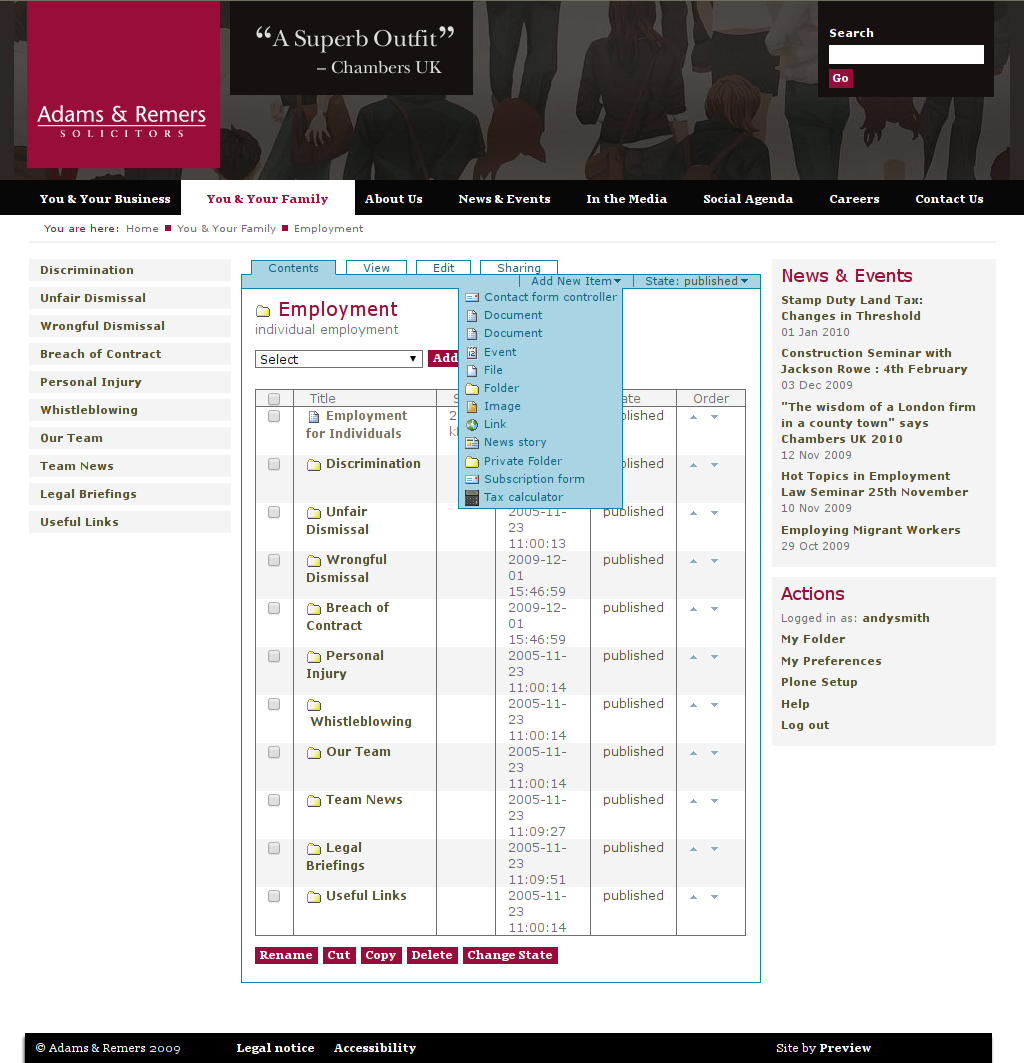 “A Superb Outfit”
– Chambers UK
Search
Go
Adams & Remers
SOLICITORS
You & Your Business
You & Your Family
About Us
News & Events
In the Media
Social Agenda
Careers
Contact Us
You are here: Home You & Your Family Employment
Discrimination
Unfair Dismissal
Wrongful Dismissal
Breach of Contract
Personal Injury
Whistleblowing
Our Team
Team News
Legal Briefings
Useful Links
Contents
View
Edit
Sharing
Add New Item
State: published
Contact form controller
Document
Document
Event
File
Folder
Image
Link
News story
Private Folder
Subscription form
Tax calculator
Employment
individual employment
Select
Add
Title
Order
Employment
for Individuals
Discrimination
Unfair
Dismissal
2005-11-
23
11:00:13
published
Wrongful
Dismissal
2009-12-
01
15:46:59
published
Breach of
Contract
2009-12-
01
15:46:59
published
Personal
Injury
2005-11-
23
11:00:14
published
Whistleblowing
2005-11-
23
11:00:14
published
Our Team
2005-11-
23
11:00:14
published
Team News
2005-11-
23
11:09:27
published
Legal
Briefings
2005-11-
23
11:09:51
published
Useful Links
2005-11-
23
11:00:14
published
Rename
Cut
Copy
Delete
Change State
News & Events
Stamp Duty Land Tax:
Changes in Threshold
01 Jan 2010
Construction Seminar with
Jackson Rowe : 4th February
03 Dec 2009
"The wisdom of a London firm
in a county town" says
Chambers UK 2010
12 Nov 2009
Hot Topics in Employment
Law Seminar 25th November
10 Nov 2009
Employing Migrant Workers
29 Oct 2009
Actions
Logged in as: andysmith
My Folder
My Preferences
Plone Setup
Help
Log out
© Adams & Remers 2009
Legal notice
Accessibility
Site by Preview